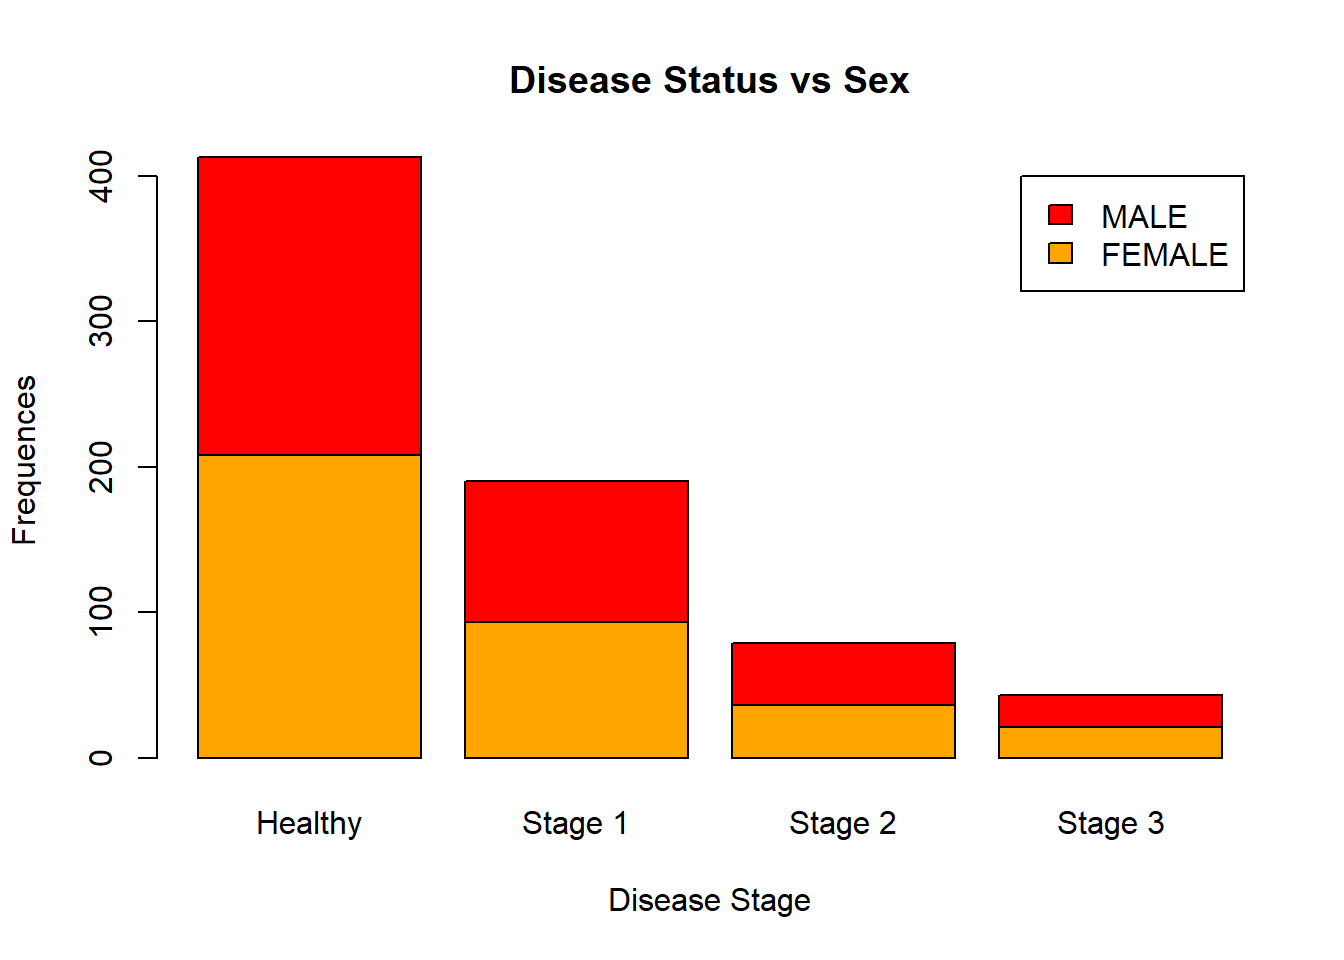 Disease Status vs Sex
400
300
200
100
0
Frequences
MALE
FEMALE
Healthy
Stage 1
Stage 2
Stage 3
Disease Stage